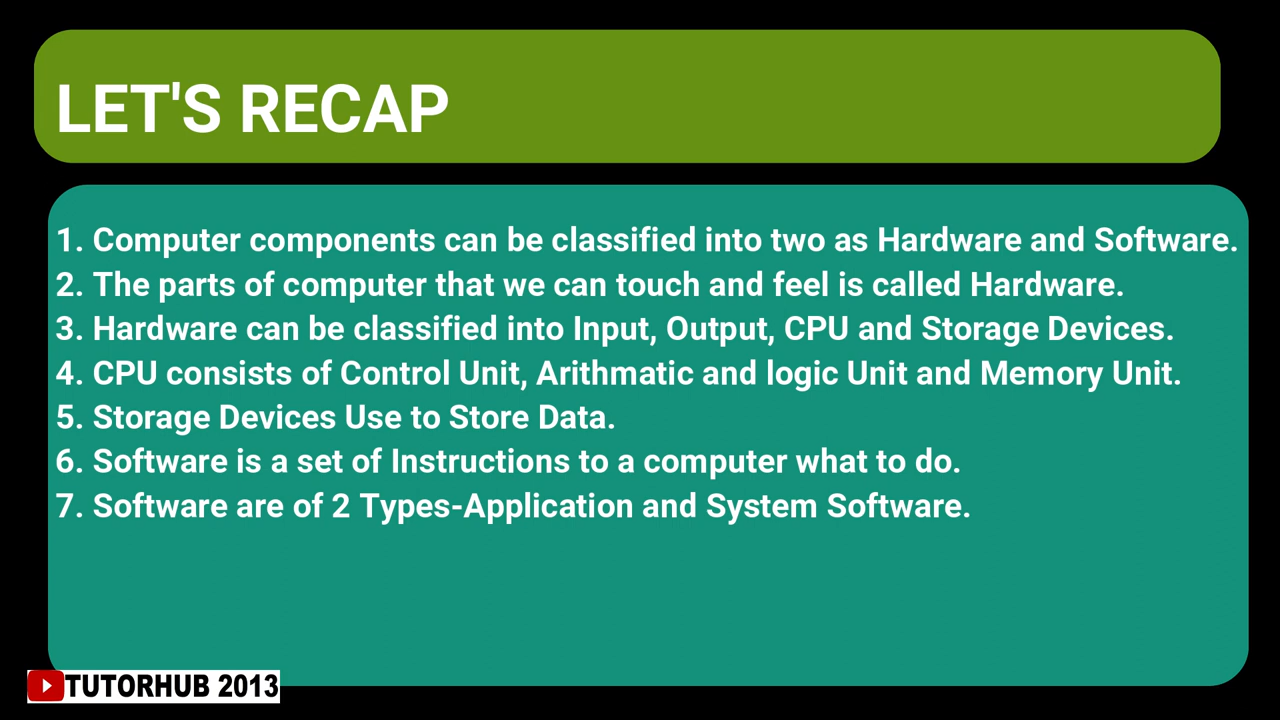 LET'S RECAP
1. Computer components can be classified into two as Hardware and Software.
2. The parts of computer that we can touch and feel is called Hardware.
3. Hardware can be classified into Input, Output, CPU and Storage Devices.
4. CPU consists of Control Unit, Arithmatic and logic Unit and Memory Unit.
5. Storage Devices Use to Store Data.
6. Software is a set of Instructions to a computer what to do.
7. Software are of 2 Types-Application and System Software.
TUTORHUB 2013